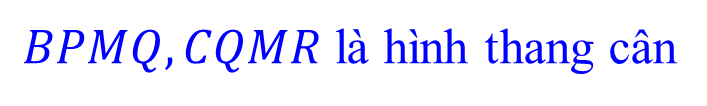 BPMQ, CQMR là hình thang cân